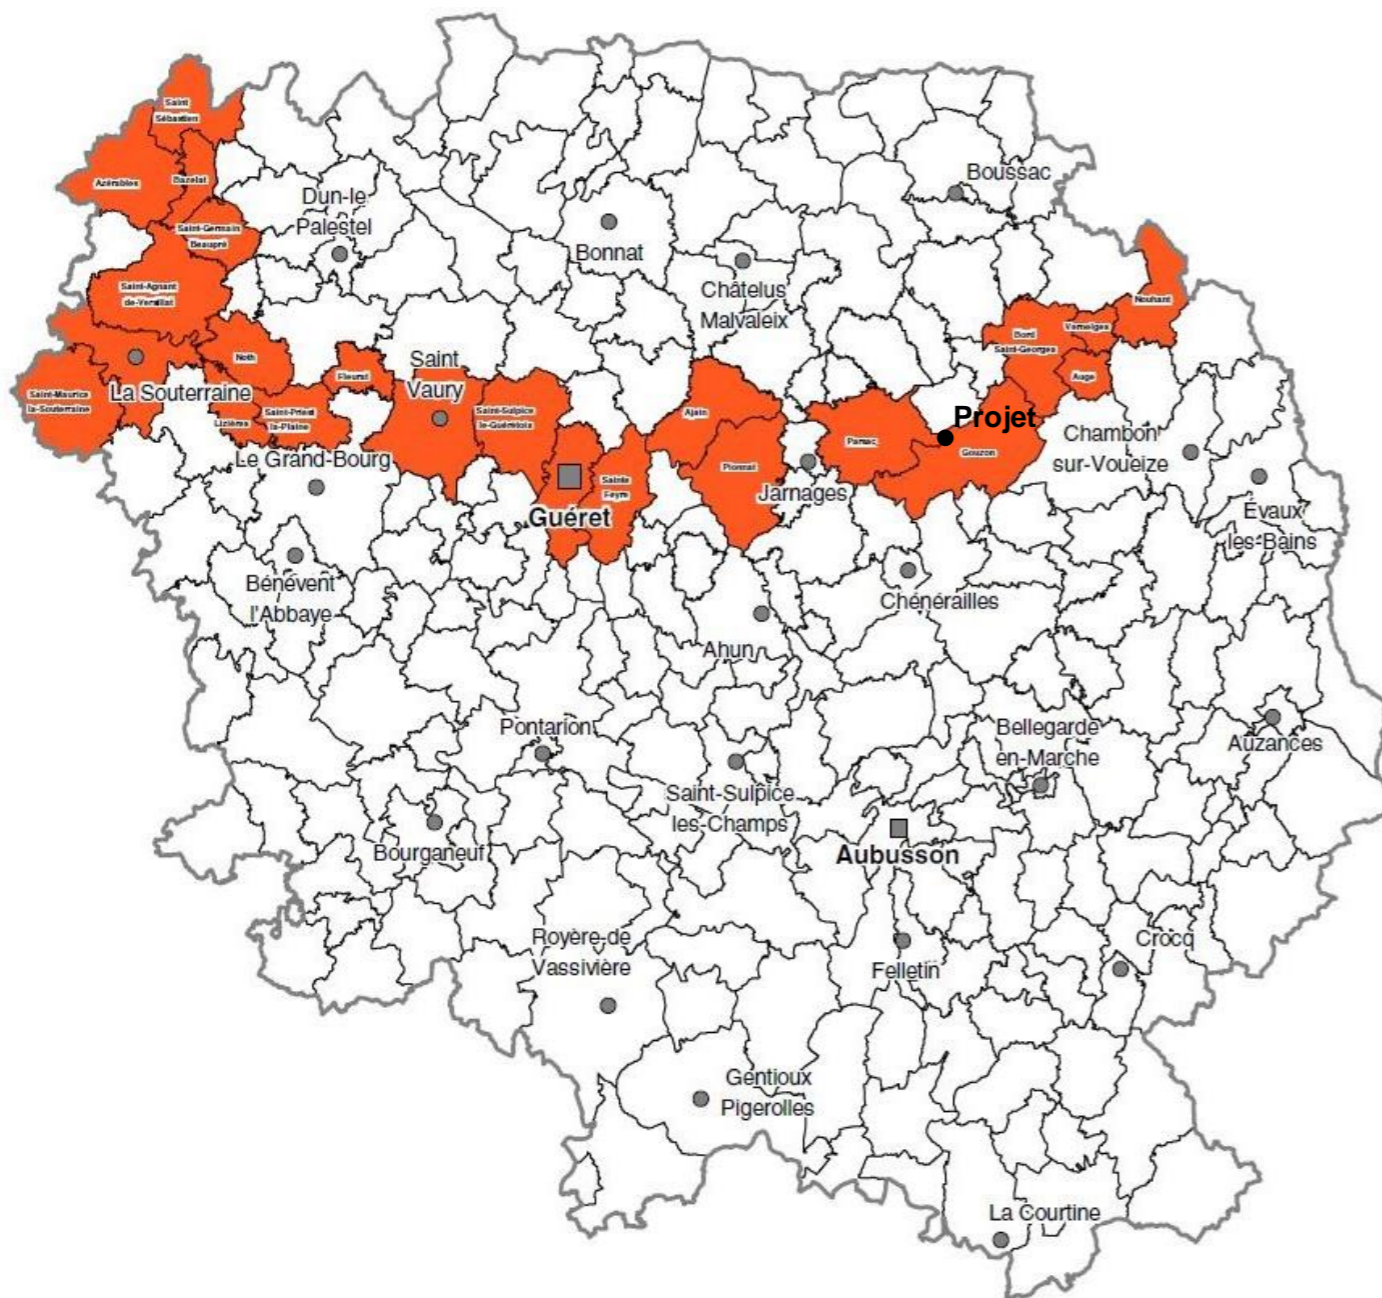 Saint
Sébastien
Azérables
Bazelat
Saint-Germain
Beaupré
Dun-le
Palestel
Boussac
Bonnat
Saint-Agnant
de-Versillat
Châtelus
Malvaleix
Nouhant
Bord
Saint-Georges
Verneiges
Noth
Fleurat
Saint
Vaury
Auge
La Souterraine
Saint-Maurice
la-Souterraine
Lizières
Saint-Priest
la-Plaine
Saint-Sulpice
le-Guérétois
Ajain
Parsac
Projet
Gouzon
Chambon
sur-Voueize
Le Grand-Bourg
Pionnat
Jarnages
Sainte
Feyre
Guéret
Évaux
les-Bains
Bénévent
l'Abbaye
Chénérailles
Ahun
Pontarion
Bellegarde
en-Marche
Auzances
Saint-Sulpice
les-Champs
Bourganeuf
Aubusson
Royère-de
Vassivière
Felletin
Crocq
Gentioux
Pigerolles
La Courtine